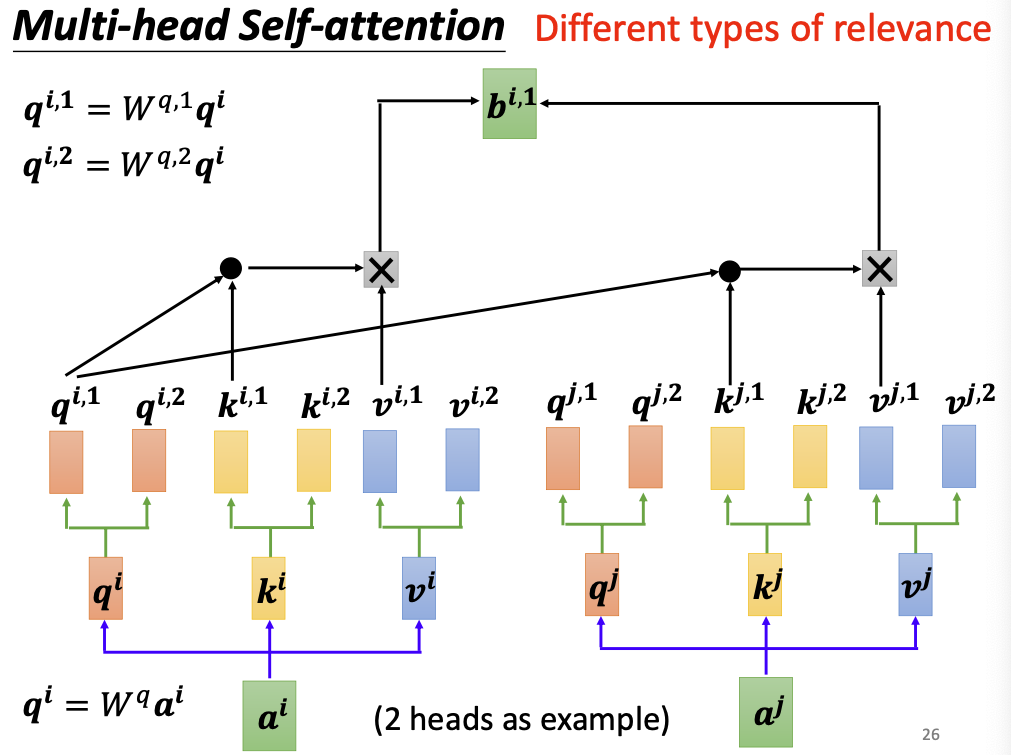 Multi-head Self-attention Different types of relevance
q^{i,1} = W^{q,1}q^i
b^{i,1}
q^{i,2} = W^{q,2}q^i
q^{i,1} q^{i,2} k^{i,1} k^{i,2} v^{i,1} v^{i,2} q^{j,1} q^{j,2} k^{j,1} k^{j,2} v^{j,1} v^{j,2}
q^i k^i v^i q^j k^j v^j
q^i = W^q a^i
a^i
(2 heads as example)
a^j
26